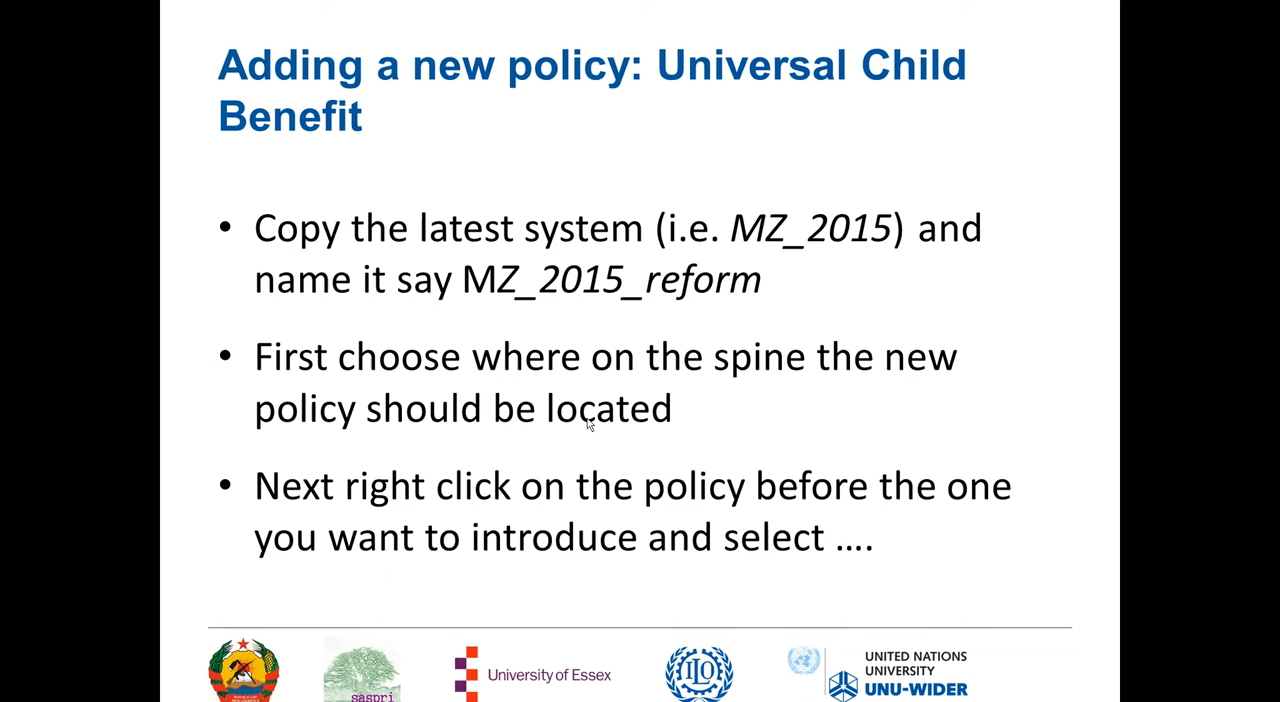 Adding a new policy: Universal Child
Benefit
• Copy the latest system (i.e. MZ_2015) and
name it say MZ_2015_reform
• First choose where on the spine the new
policy should be located
• Next right click on the policy before the one
you want to introduce and select ….
saspri
University of Essex
ILO
UNITED NATIONS
UNIVERSITY
UNU-WIDER